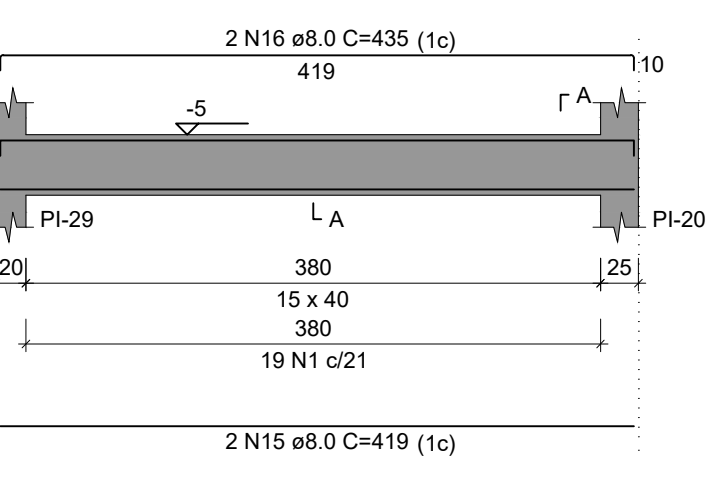 2 N16 ø8.0 C=435 (1c)
419
10
A
-5
PI-29
A
PI-20
20
380
25
15 x 40
380
19 N1 c/21
2 N15 ø8.0 C=419 (1c)